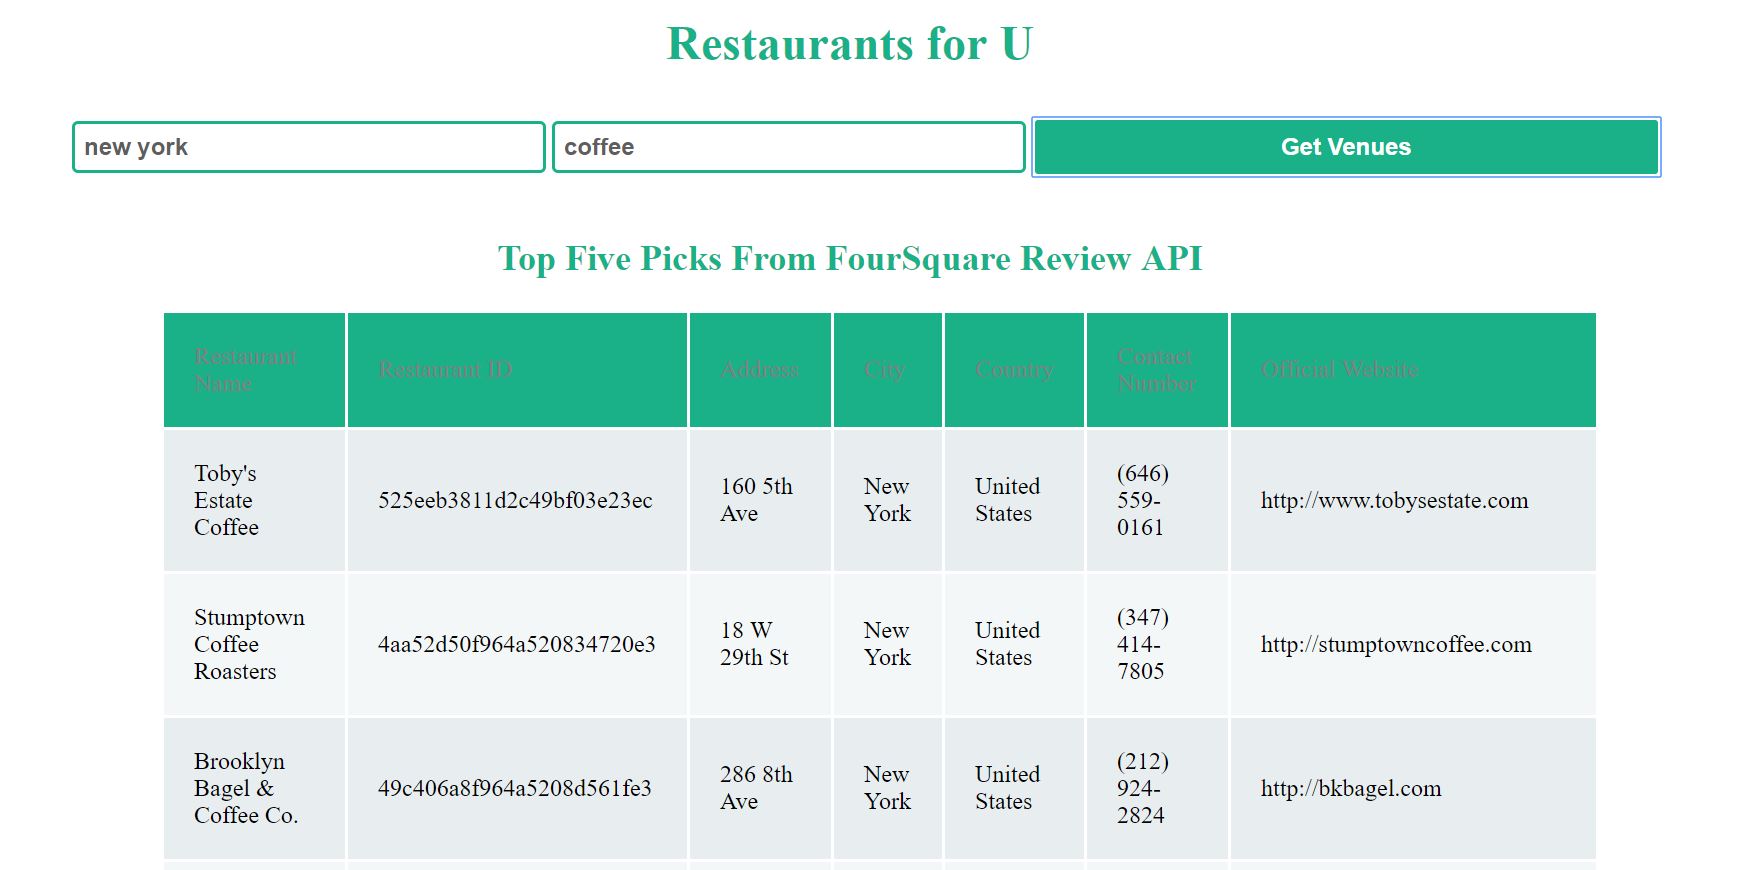 Restaurants for U
new york coffee Get Venues
Top Five Picks From FourSquare Review API
Restaurant
Name
Restaurant ID
Address
City
Country
Contact
Number
Official Website
Toby's
Estate
Coffee
525eeb3811d2c49bf03e23ec
160 5th
Ave
New
York
United
States
(646)
559-
0161
http://www.tobysestate.com
Stumptown
Coffee
Roasters
4aa52d50f964a520834720e3
18 W
29th St
New
York
United
States
(347)
414-
7805
http://stumptowncoffee.com
Brooklyn
Bagel &
Coffee Co.
49c406a8f964a5208d561fe3
286 8th
Ave
New
York
United
States
(212)
924-
2824
http://bkbagel.com